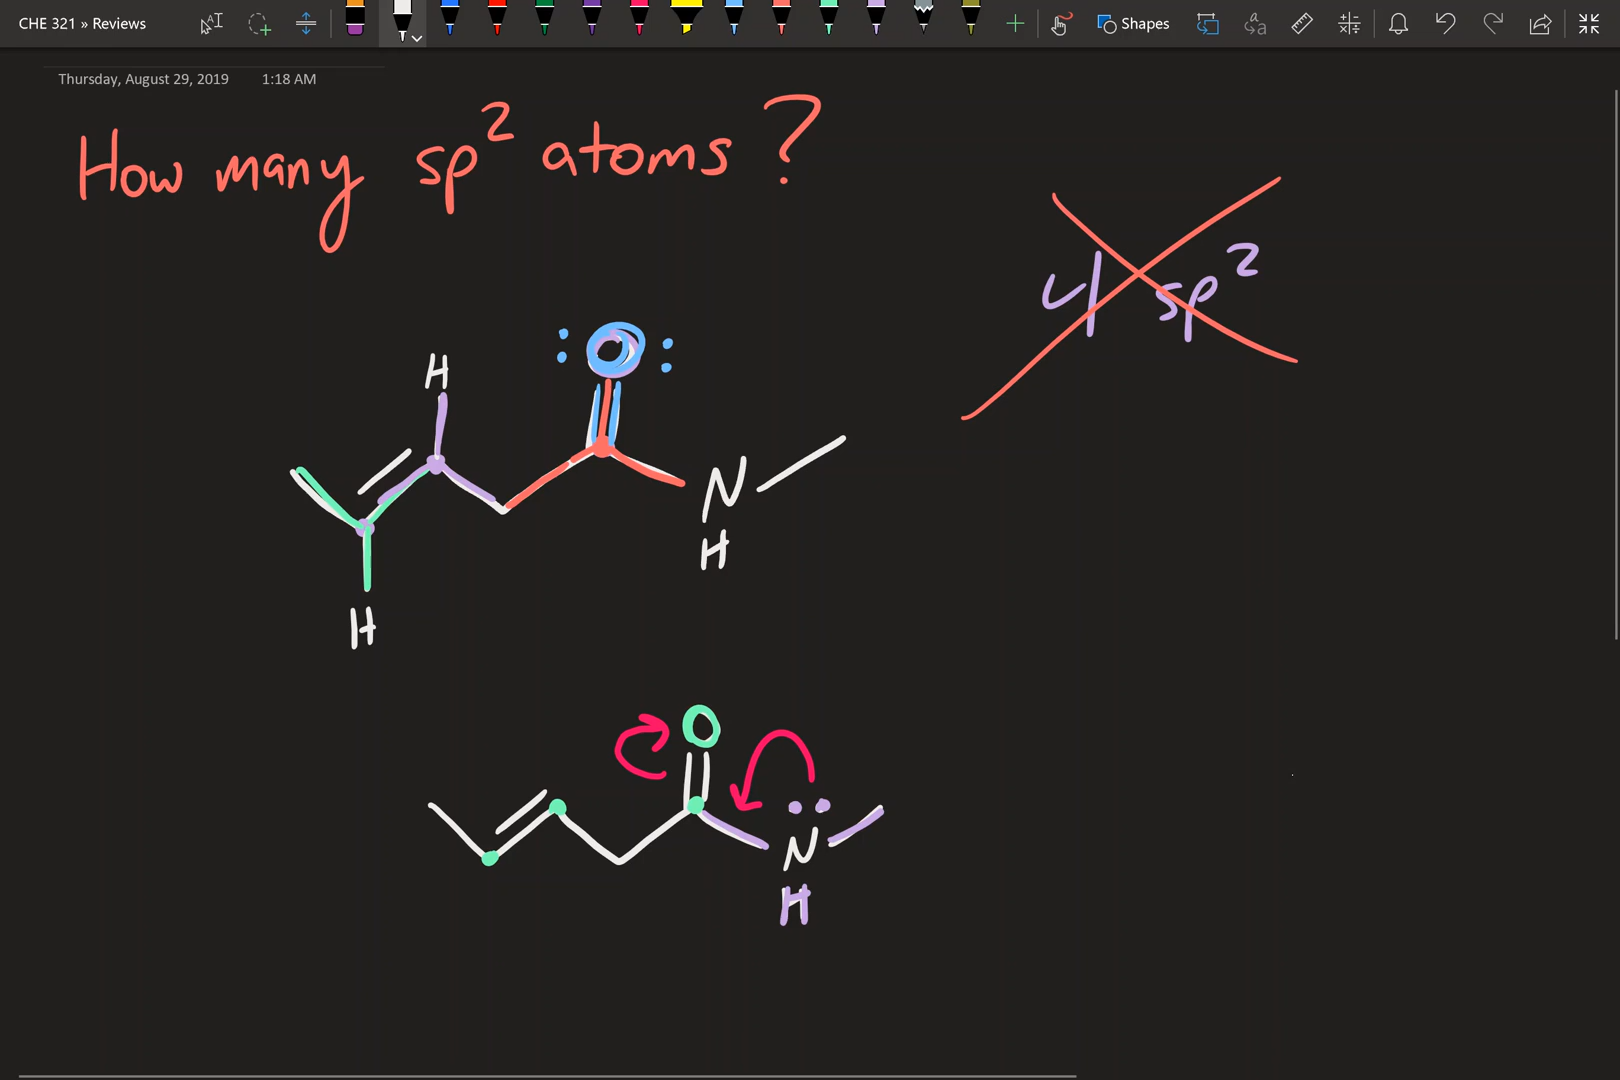 CHE 321 » Reviews
Shapes
Thursday, August 29, 2019 1:18 AM
How many sp² atoms?
4 sp²
H
:O:
N
H
H
O
N
H